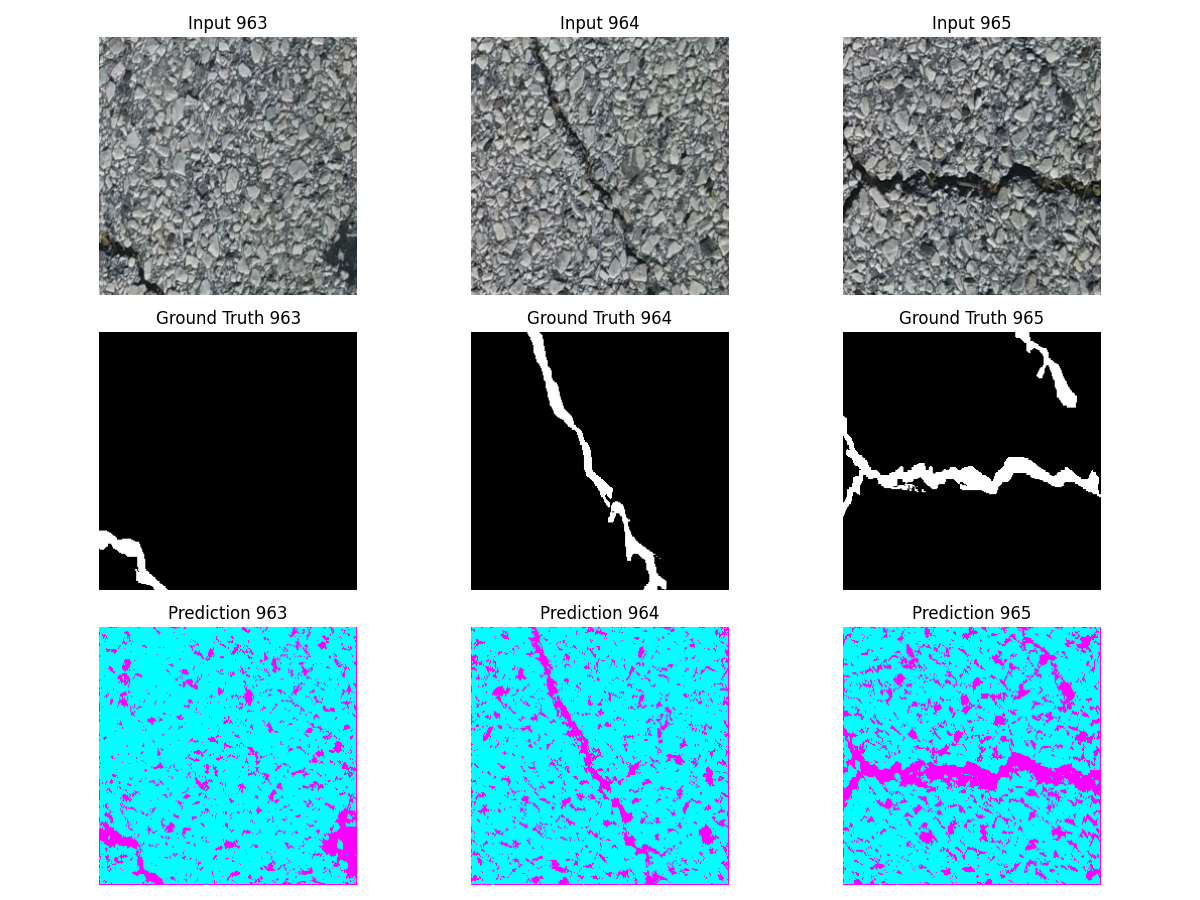 Input 963
Input 964
Input 965
Ground Truth 963
Ground Truth 964
Ground Truth 965
Prediction 963
Prediction 964
Prediction 965